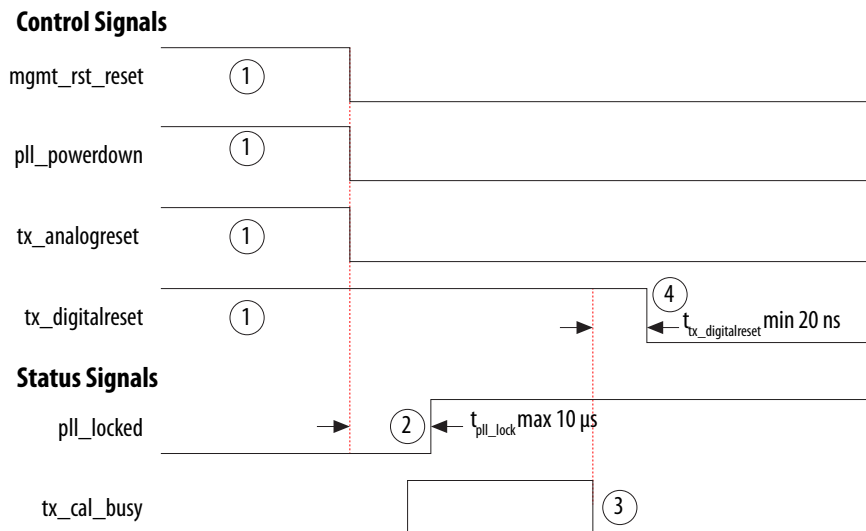 Control Signals
mgmt_rst_reset ①
pll_powerdown ①
tx_analogreset ①
tx_digitalreset ① ④
t_tx_digitalreset min 20 ns
Status Signals
pll_locked ② t_pll_lock max 10 µs
tx_cal_busy ③